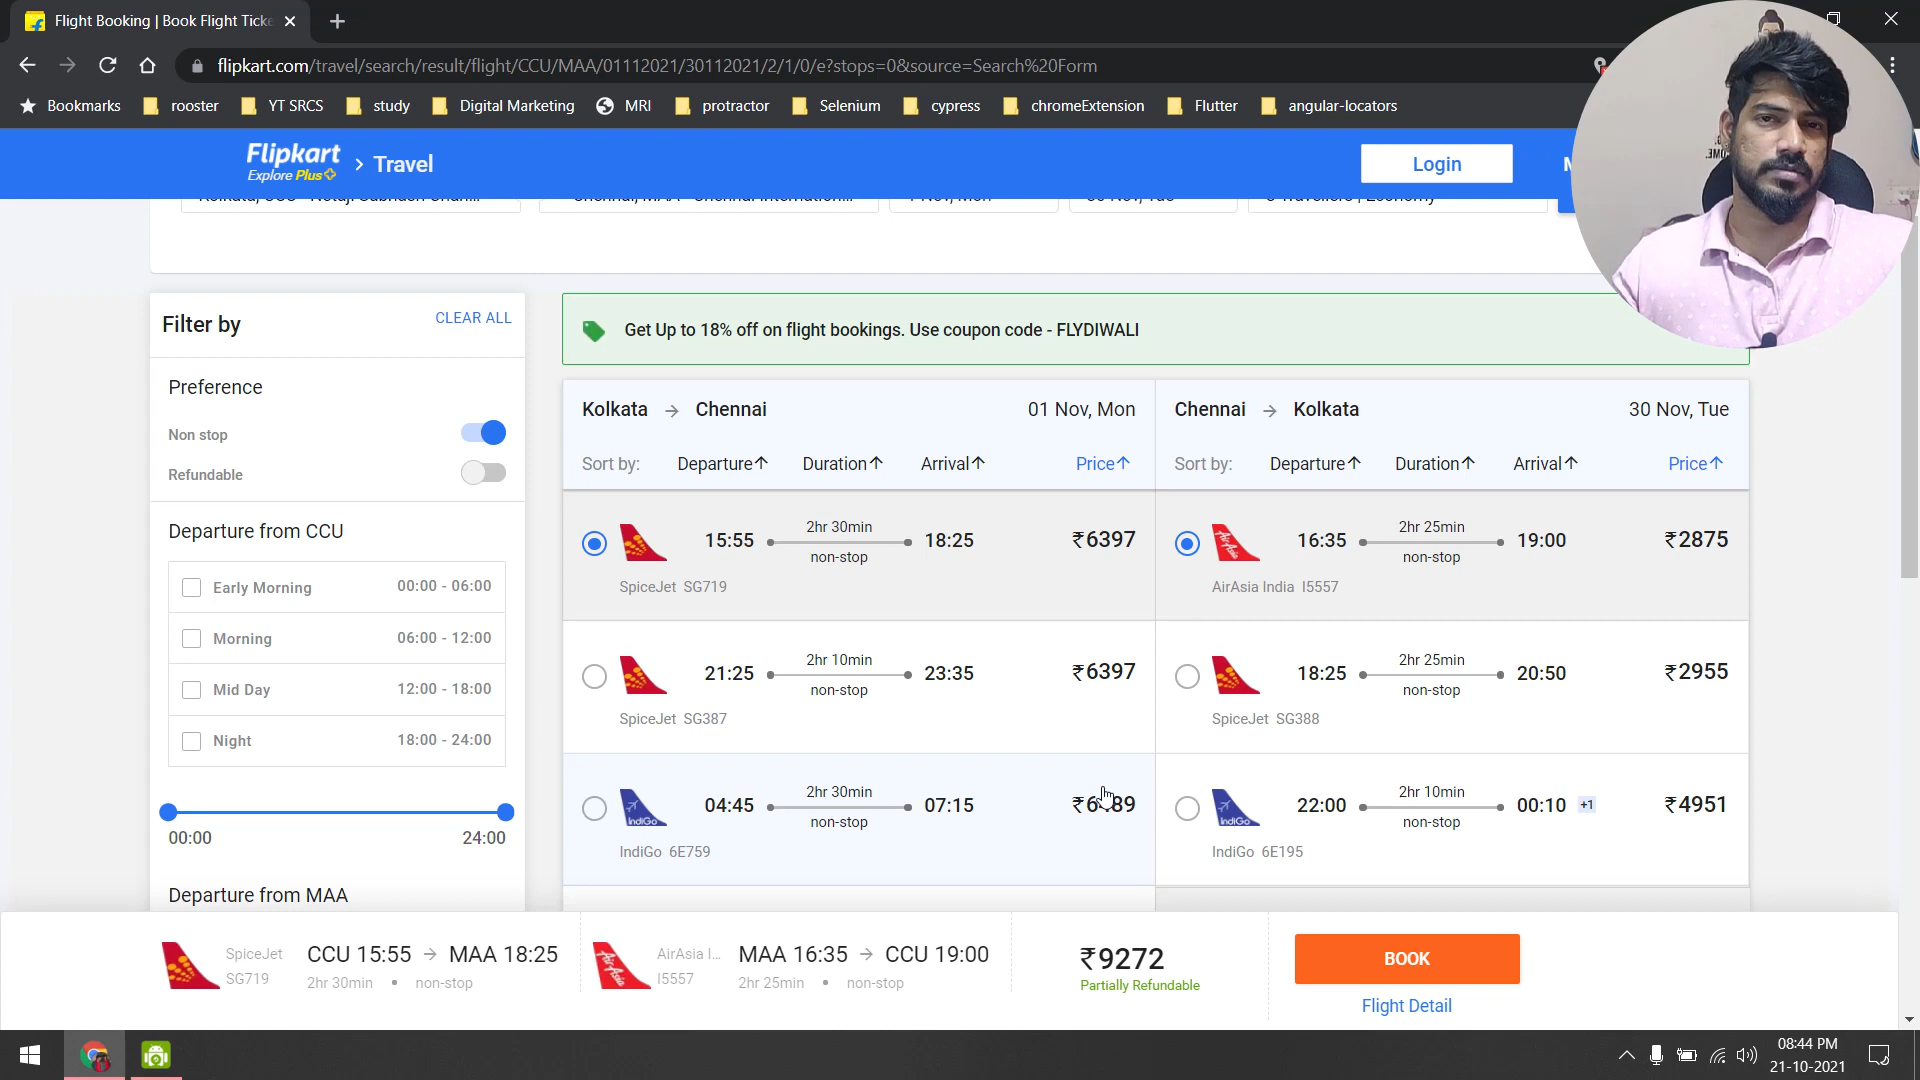 Flight Booking | Book Flight Ticke
flipkart.com/travel/search/result/flight/CCU/MAA/01112021/30112021/2/1/0/e?stops=0&source=Search%20Form
Bookmarks rooster YT SRCS study Digital Marketing MRI protractor Selenium cypress chromeExtension Flutter angular-locators
Flipkart
Explore Plus
Travel
Login
Filter by
CLEAR ALL
Preference
Non stop
Refundable
Departure from CCU
Early Morning 00:00 - 06:00
Morning 06:00 - 12:00
Mid Day 12:00 - 18:00
Night 18:00 - 24:00
00:00 24:00
Departure from MAA
Get Up to 18% off on flight bookings. Use coupon code - FLYDIWALI
Kolkata → Chennai 01 Nov, Mon
Sort by: Departure↑ Duration↑ Arrival↑ Price↑
2hr 30min
15:55 18:25 ₹6397
non-stop
SpiceJet SG719
2hr 10min
21:25 23:35 ₹6397
non-stop
SpiceJet SG387
2hr 30min
04:45 07:15
non-stop
IndiGo
IndiGo 6E759
Chennai → Kolkata 30 Nov, Tue
Sort by: Departure↑ Duration↑ Arrival↑ Price↑
2hr 25min
16:35 19:00 ₹2875
non-stop
AirAsia
AirAsia India I5557
2hr 25min
18:25 20:50 ₹2955
non-stop
SpiceJet SG388
2hr 10min
22:00 00:10 +1 ₹4951
non-stop
IndiGo
IndiGo 6E195
SpiceJet CCU 15:55 → MAA 18:25
SG719 2hr 30min • non-stop
AirAsia
AirAsia I... MAA 16:35 → CCU 19:00
I5557 2hr 25min • non-stop
₹9272
Partially Refundable
BOOK
Flight Detail
08:44 PM
21-10-2021